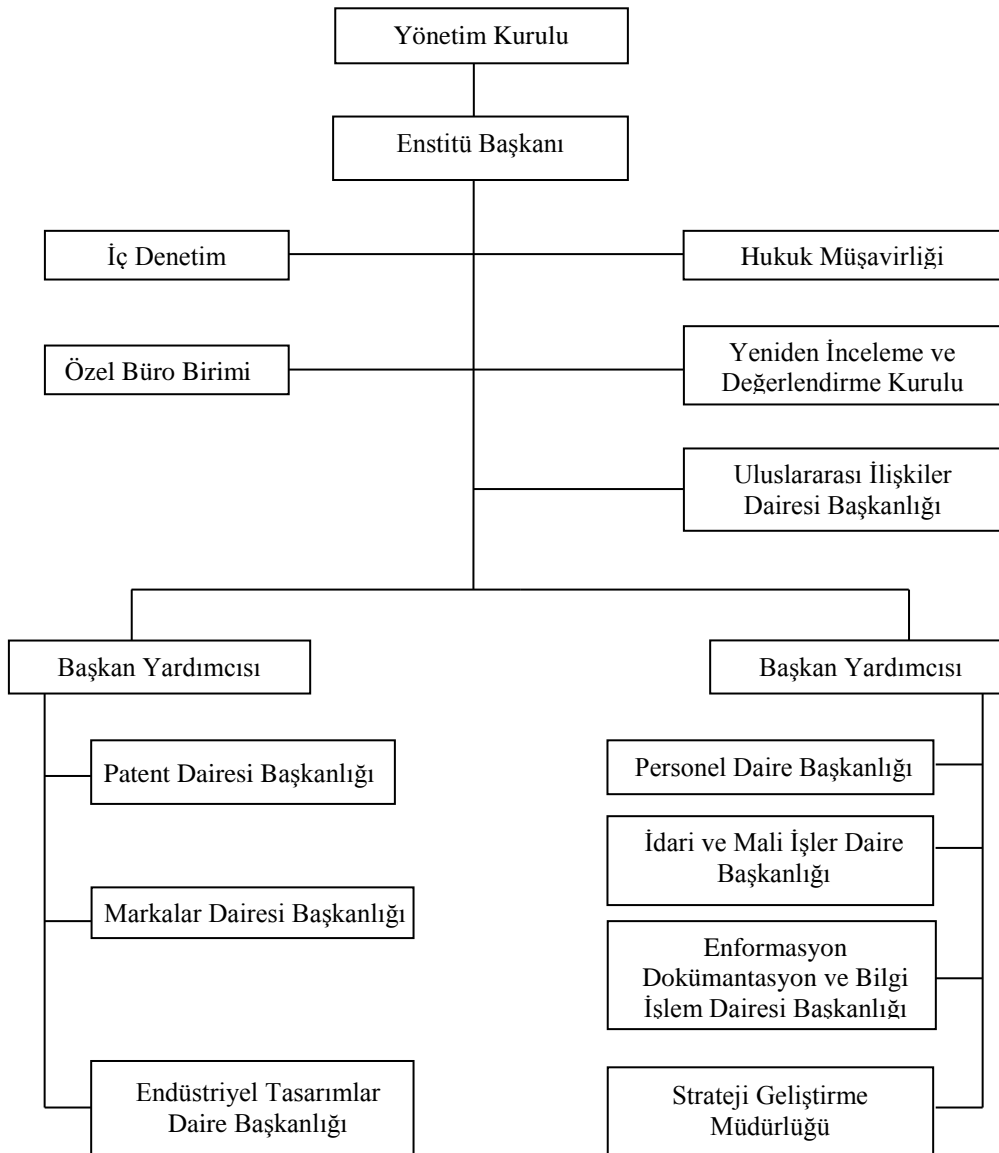 Yönetim Kurulu
Enstitü Başkanı
İç Denetim
Hukuk Müşavirliği
Özel Büro Birimi
Yeniden İnceleme ve
Değerlendirme Kurulu
Uluslararası İlişkiler
Dairesi Başkanlığı
Başkan Yardımcısı
Başkan Yardımcısı
Patent Dairesi Başkanlığı
Markalar Dairesi Başkanlığı
Endüstriyel Tasarımlar
Daire Başkanlığı
Personel Daire Başkanlığı
İdari ve Mali İşler Daire
Başkanlığı
Enformasyon
Dokümantasyon ve Bilgi
İşlem Dairesi Başkanlığı
Strateji Geliştirme
Müdürlüğü